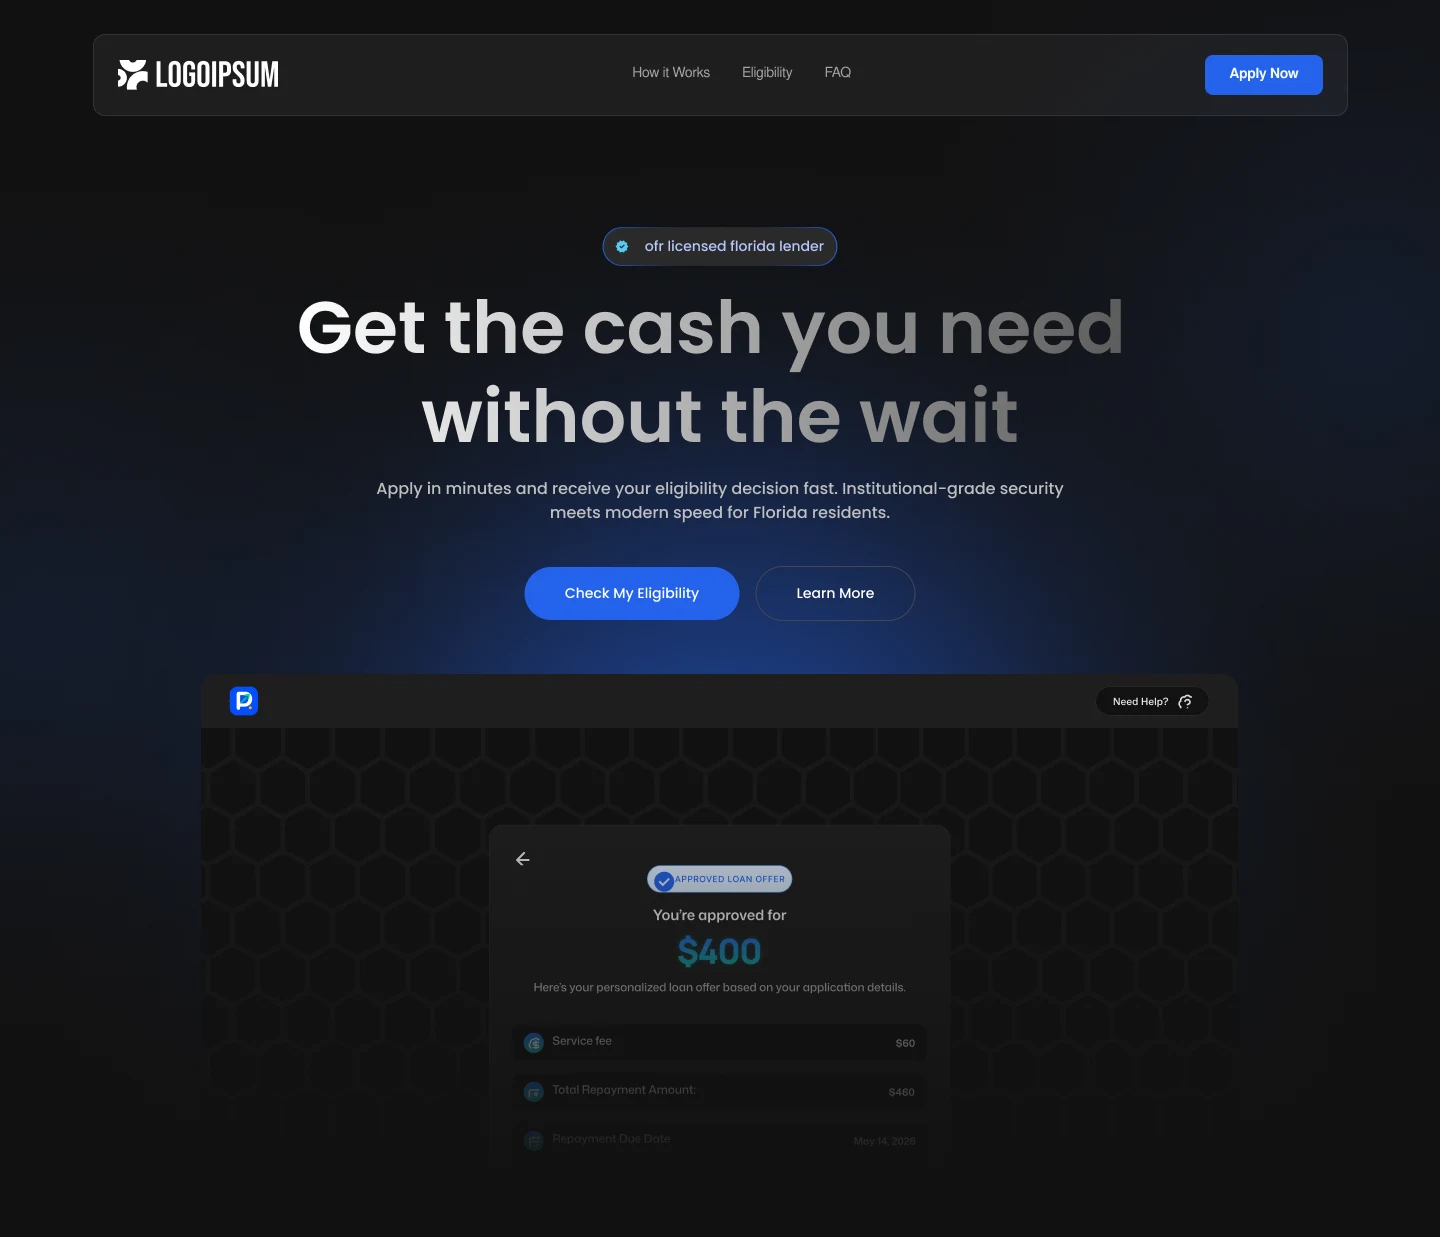 LOGOIPSUM
How it Works
Eligibility
FAQ
Apply Now
ofr licensed florida lender
Get the cash you need
without the wait
Apply in minutes and receive your eligibility decision fast. Institutional-grade security
meets modern speed for Florida residents.
Check My Eligibility
Learn More
Need Help?
APPROVED LOAN OFFER
You're approved for
$400
Here's your personalized loan offer based on your application details.
Service fee
$60
Total Repayment Amount:
$460
Repayment Due Date
May 14, 2026